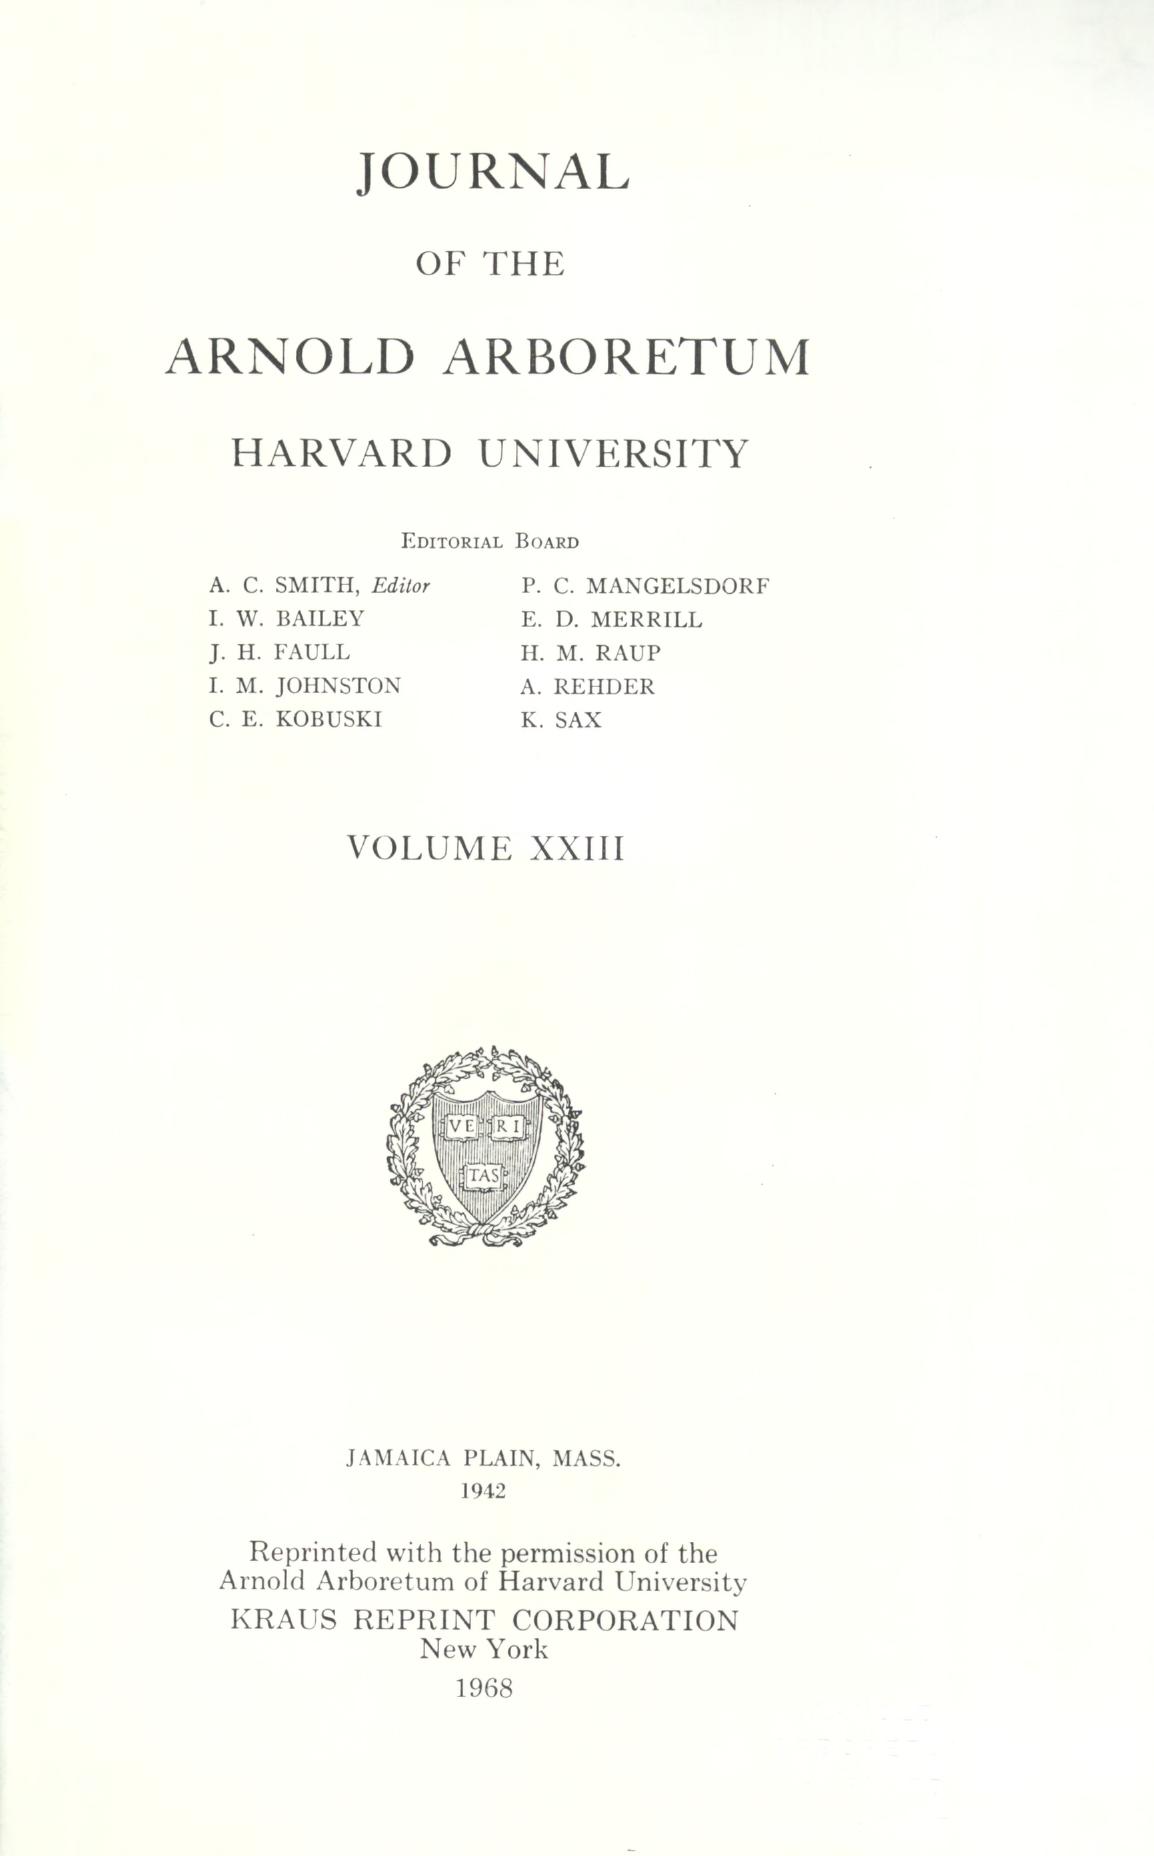 JOURNAL
OF THE
ARNOLD ARBORETUM
HARVARD UNIVERSITY
Editorial Board
A. C. SMITH, Editor
I. W. BAILEY
J. H. FAULL
I. M. JOHNSTON
C. E. KOBUSKI
P. C. MANGELSDORF
E. D. MERRILL
H. M. RAUP
A. REHDER
K. SAX
VOLUME XXIII
VE RI
TAS
JAMAICA PLAIN, MASS.
1942
Reprinted with the permission of the
Arnold Arboretum of Harvard University
KRAUS REPRINT CORPORATION
New York
1968